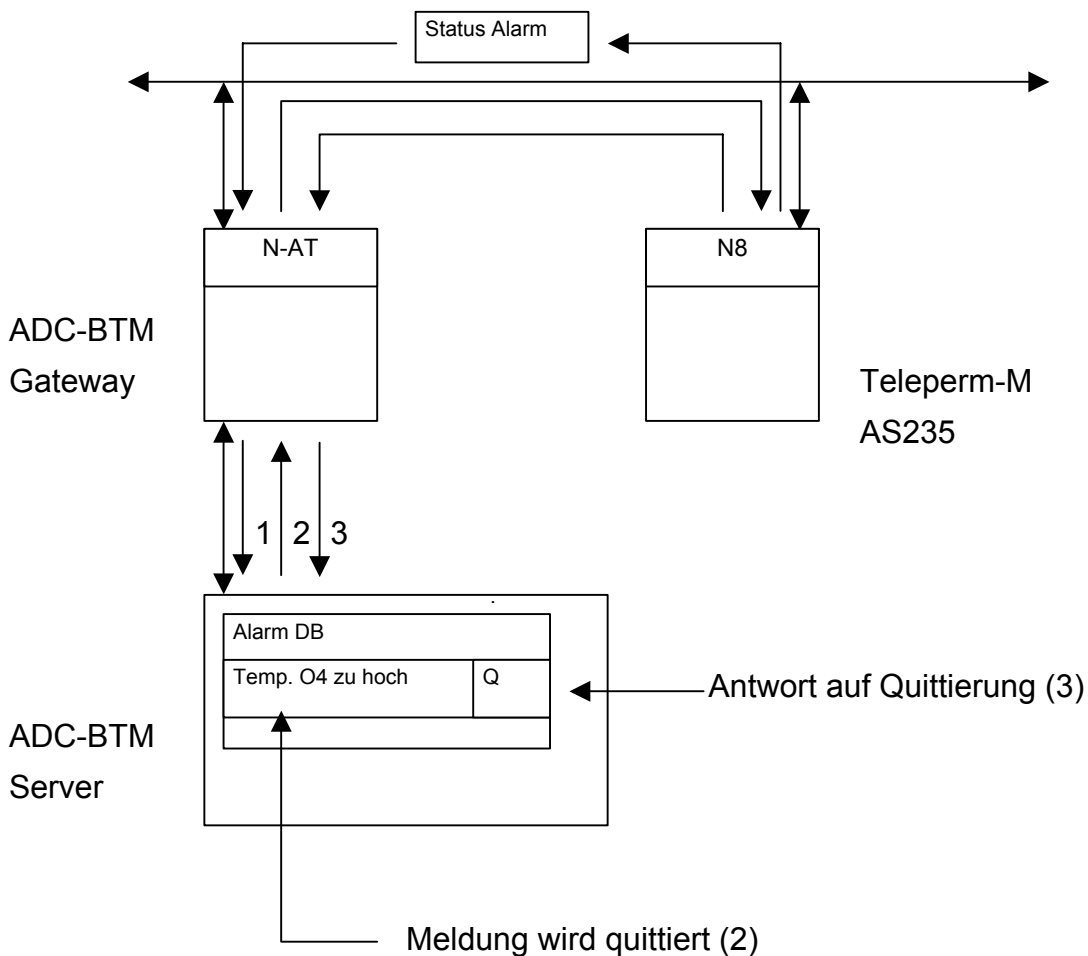 Status Alarm
N-AT
N8
ADC-BTM
Gateway
Teleperm-M
AS235
1 2 3
Alarm DB
Temp. O4 zu hoch
Q
Antwort auf Quittierung (3)
ADC-BTM
Server
Meldung wird quittiert (2)